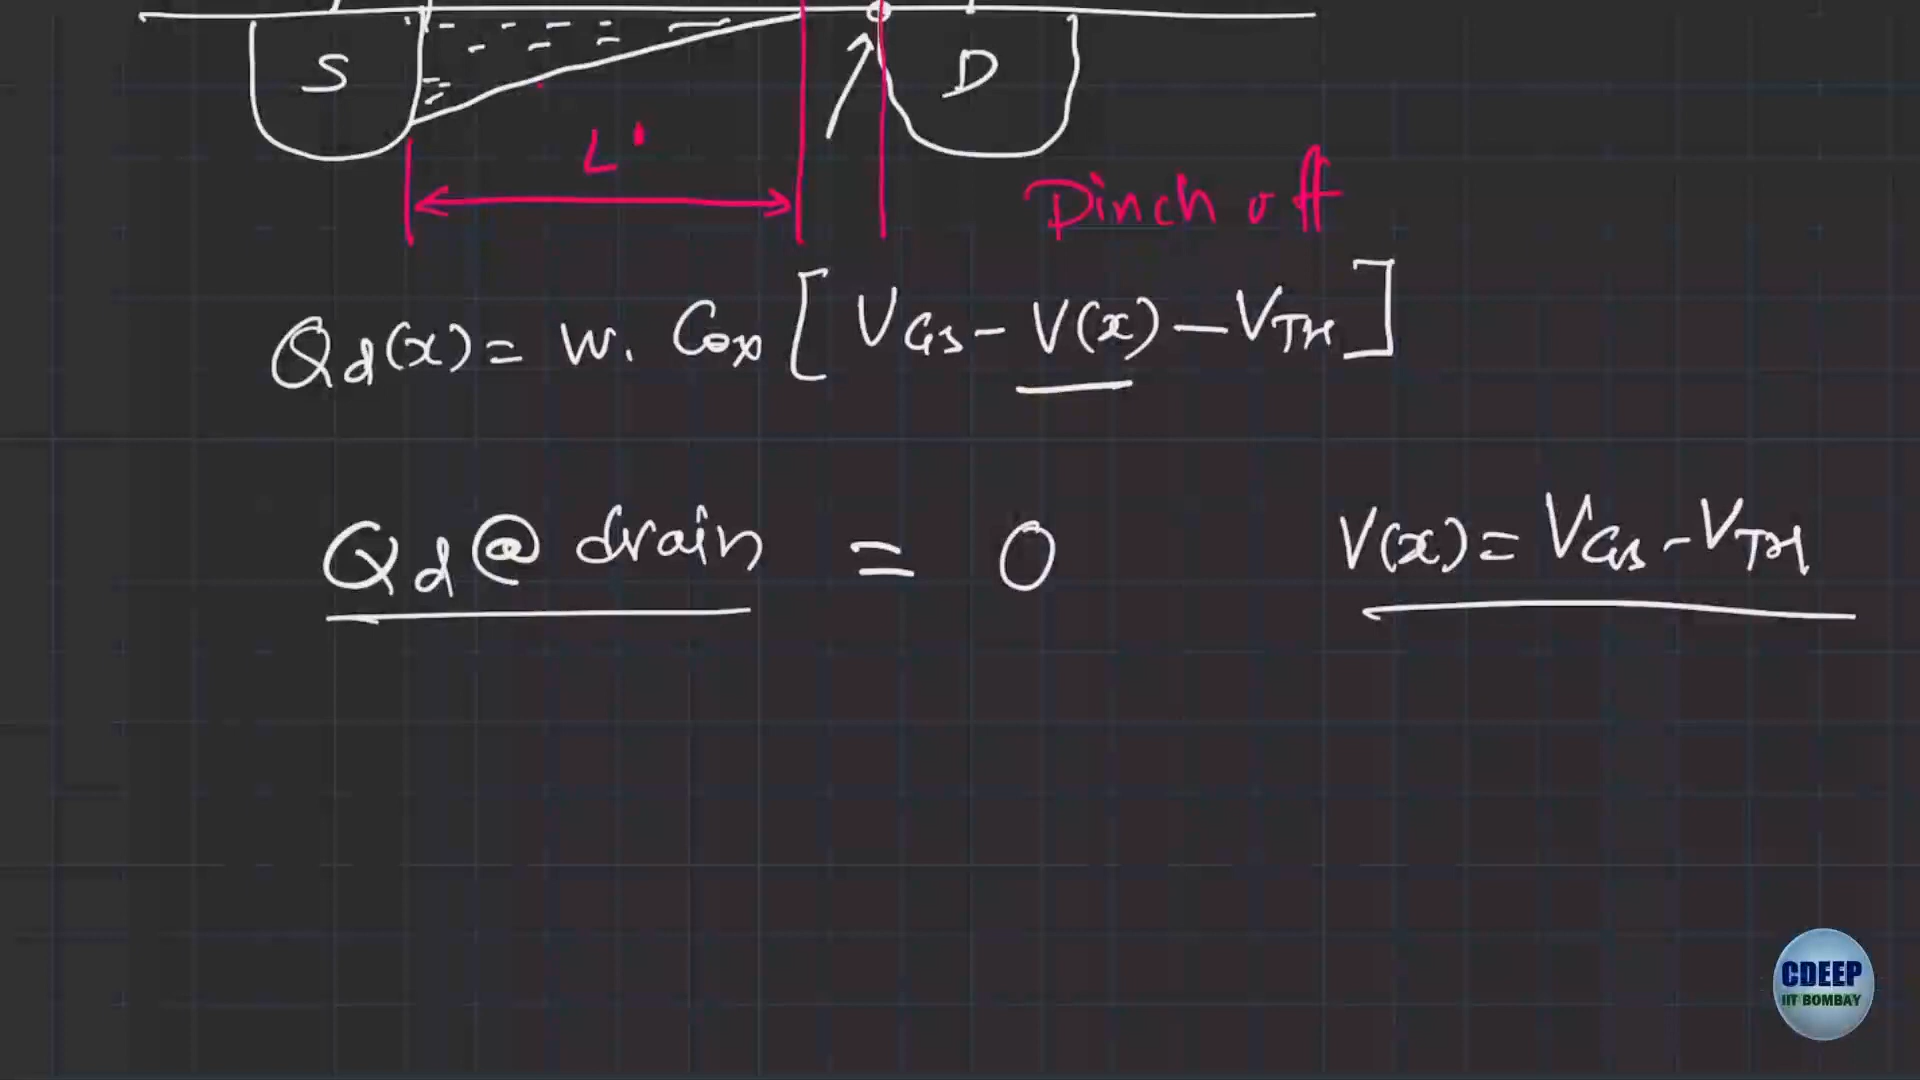 S D
L'
Pinch off
Qd(x) = W. Cox [ VGS - V(x) - VTH ]
Qd @ drain = 0 V(x) = VGS - VTH
CDEEP
IIT BOMBAY